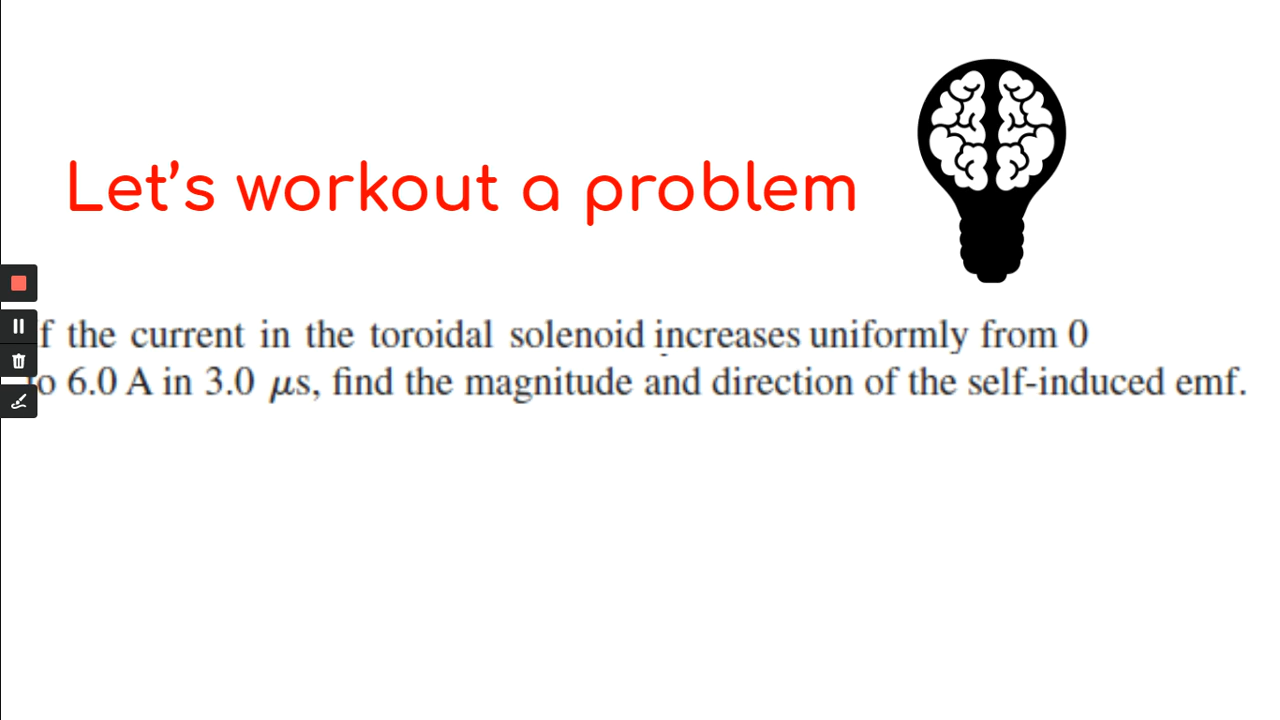 Let’s workout a problem
f the current in the toroidal solenoid increases uniformly from 0
o 6.0 A in 3.0 μs, find the magnitude and direction of the self-induced emf.